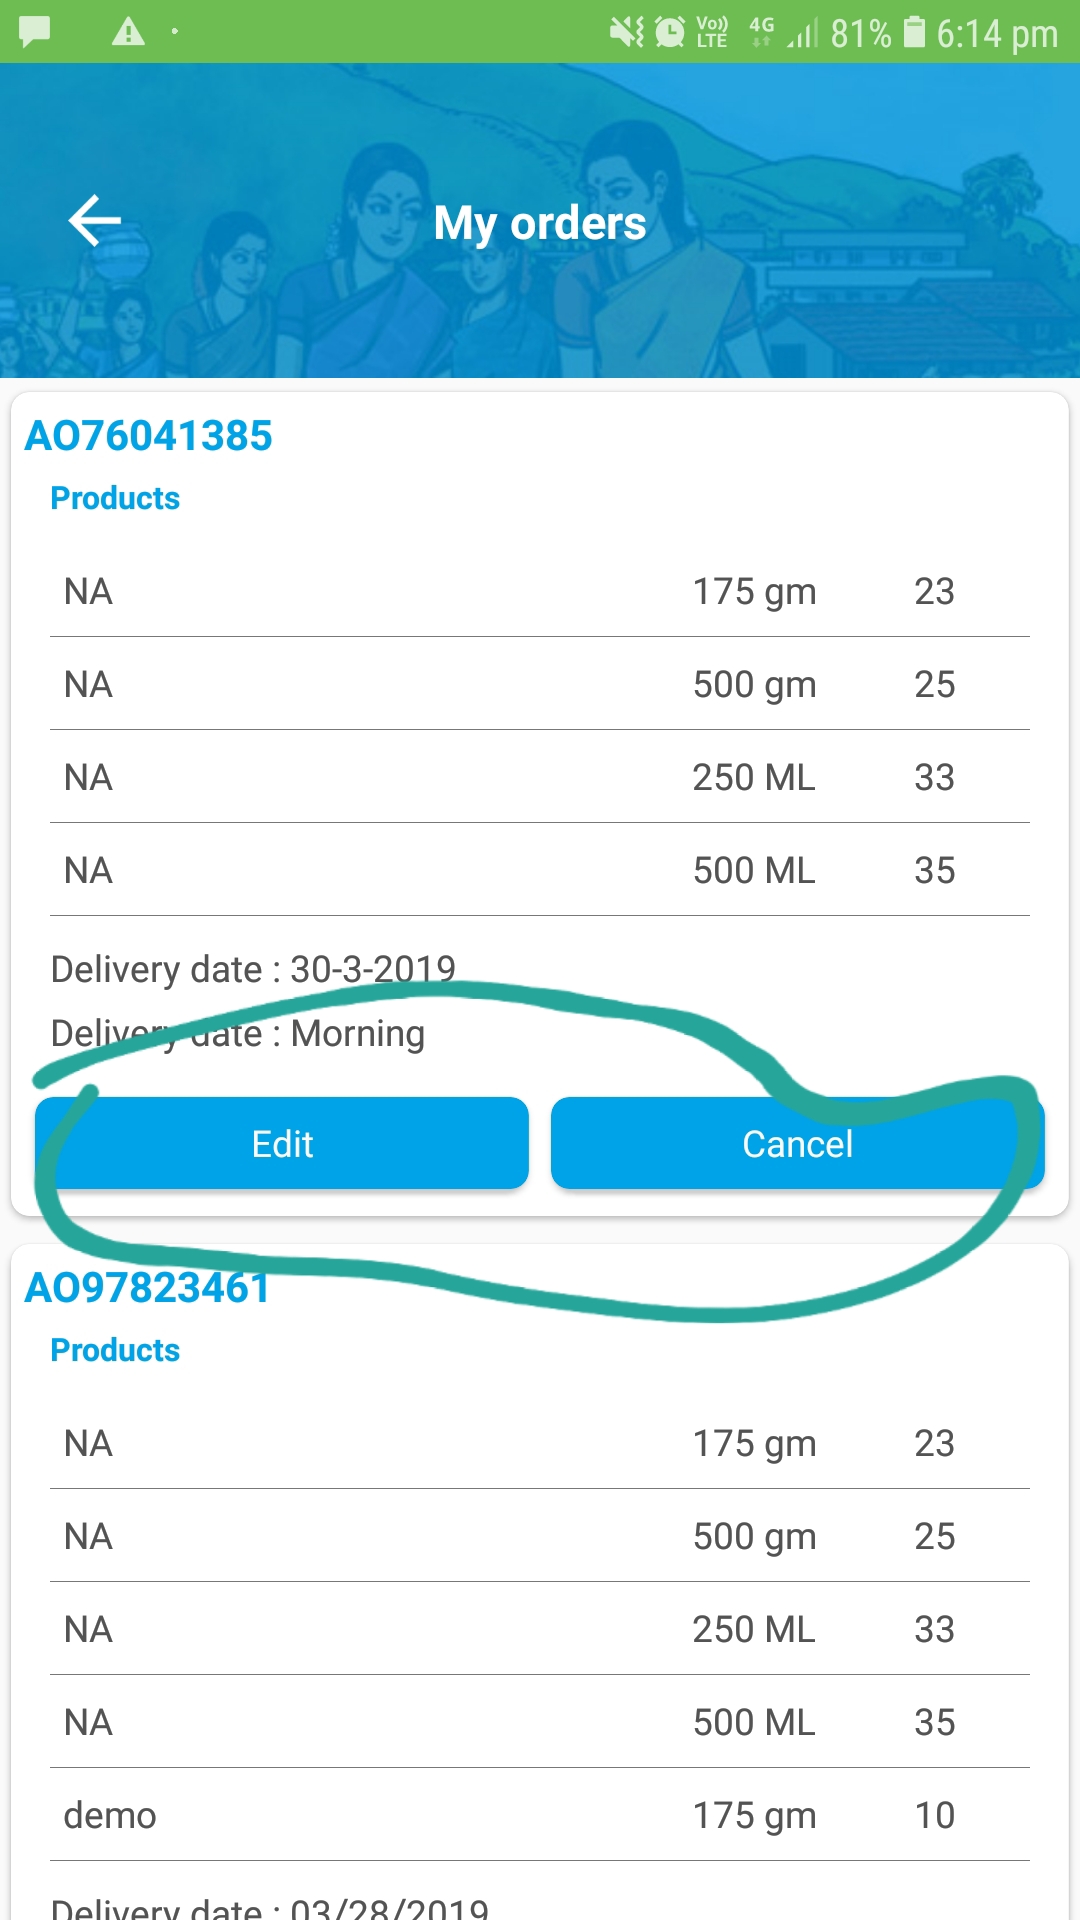 Vo)) LTE 4G 81% 6:14 pm
My orders
AO76041385
Products
NA 175 gm 23
NA 500 gm 25
NA 250 ML 33
NA 500 ML 35
Delivery date : 30-3-2019
Delivery date : Morning
Edit Cancel
AO97823461
Products
NA 175 gm 23
NA 500 gm 25
NA 250 ML 33
NA 500 ML 35
demo 175 gm 10
Delivery date : 03/28/2019